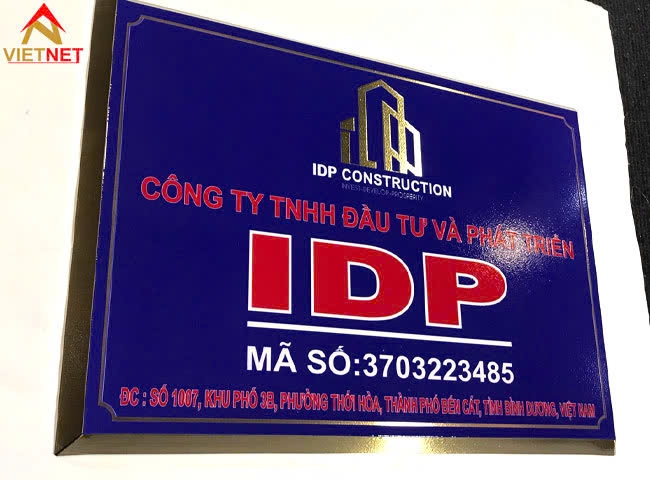 VIETNET
IDP CONSTRUCTION
INVEST-DEVELOP-PROSPERITY
CÔNG TY TNHH ĐẦU TƯ VÀ PHÁT TRIỂN
IDP
MÃ SỐ:3703223485
ĐC : SỐ 1007, KHU PHỐ 3B, PHƯỜNG THỚI HÒA, THÀNH PHỐ BẾN CÁT, TỈNH BÌNH DƯƠNG, VIỆT NAM